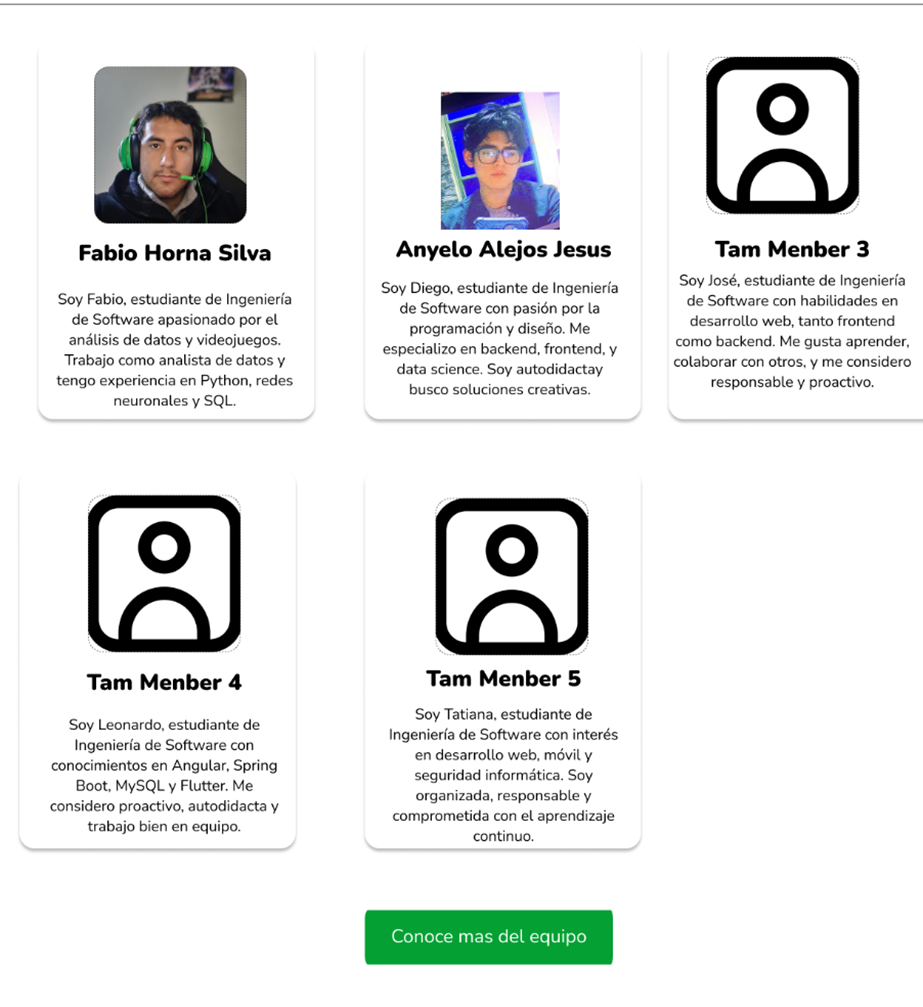 Fabio Horna Silva
Soy Fabio, estudiante de Ingeniería
de Software apasionado por el
análisis de datos y videojuegos.
Trabajo como analista de datos y
tengo experiencia en Python, redes
neuronales y SQL.
Anyelo Alejos Jesus
Soy Diego, estudiante de Ingeniería
de Software con pasión por la
programación y diseño. Me
especializo en backend, frontend, y
data science. Soy autodidactay
busco soluciones creativas.
Tam Menber 3
Soy José, estudiante de Ingeniería
de Software con habilidades en
desarrollo web, tanto frontend
como backend. Me gusta aprender,
colaborar con otros, y me considero
responsable y proactivo.
Tam Menber 4
Soy Leonardo, estudiante de
Ingeniería de Software con
conocimientos en Angular, Spring
Boot, MySQL y Flutter. Me
considero proactivo, autodidacta y
trabajo bien en equipo.
Tam Menber 5
Soy Tatiana, estudiante de
Ingeniería de Software con interés
en desarrollo web, móvil y
seguridad informática. Soy
organizada, responsable y
comprometida con el aprendizaje
continuo.
Conoce mas del equipo